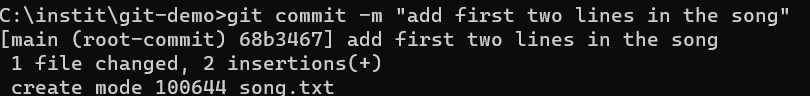 C:\instit\git-demo>git commit -m "add first two lines in the song"
[main (root-commit) 68b3467] add first two lines in the song
 1 file changed, 2 insertions(+)
 create mode 100644 song.txt